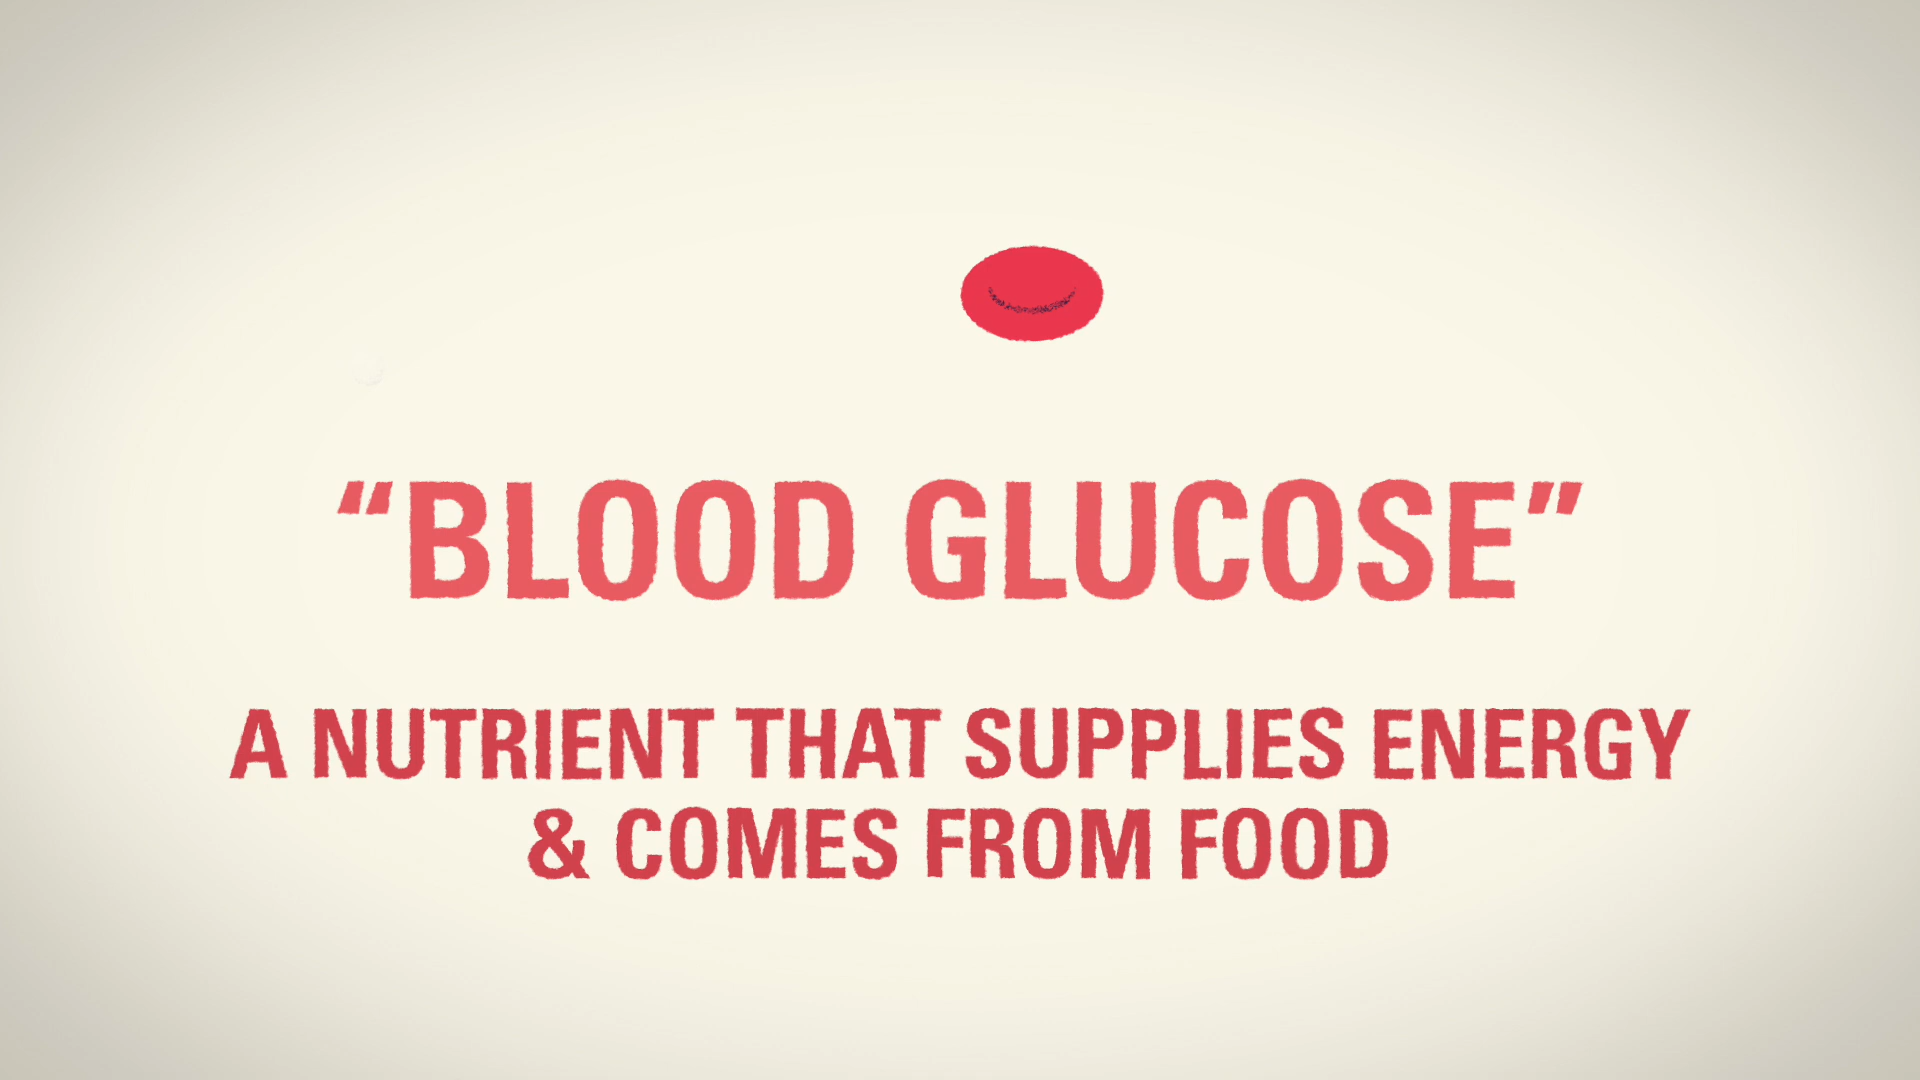 “BLOOD GLUCOSE”
A NUTRIENT THAT SUPPLIES ENERGY
& COMES FROM FOOD